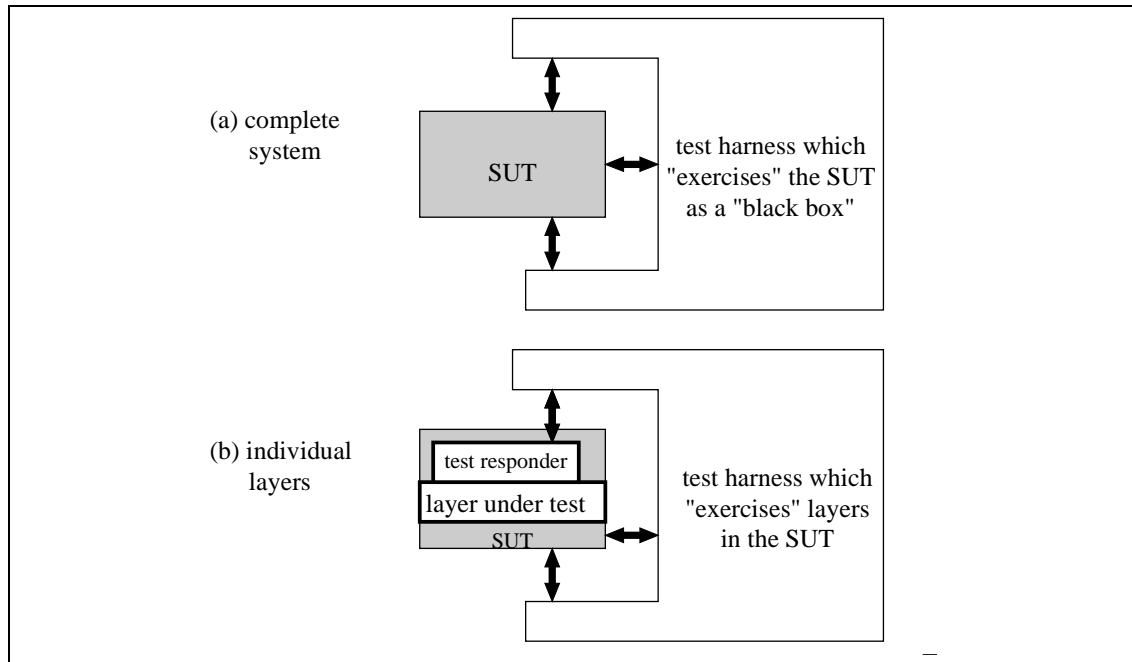 (a) complete
system
SUT
test harness which
"exercises" the SUT
as a "black box"
(b) individual
layers
test responder
layer under test
SUT
test harness which
"exercises" layers
in the SUT